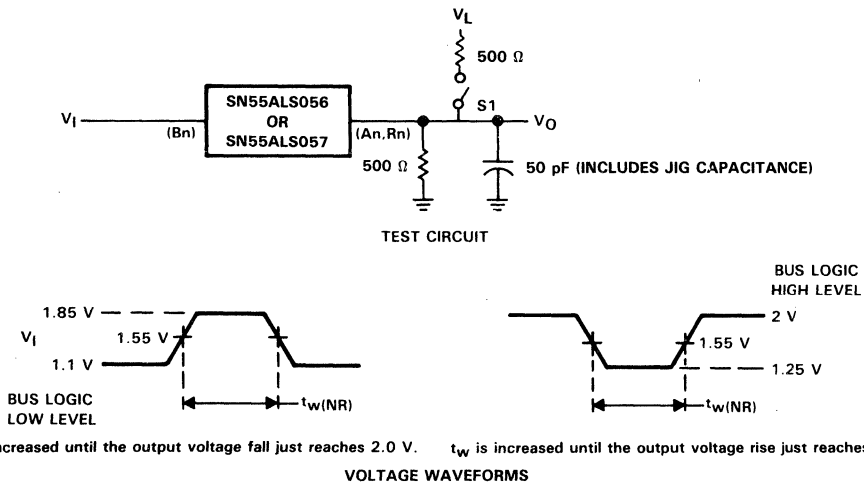 VL
500 Ω
S1
SN55ALS056
OR
SN55ALS057
VI
(Bn)
(An,Rn)
VO
500 Ω
50 pF (INCLUDES JIG CAPACITANCE)
TEST CIRCUIT
1.85 V
VI
1.55 V
1.1 V
BUS LOGIC
LOW LEVEL
tw(NR)
BUS LOGIC
HIGH LEVEL
2 V
1.55 V
1.25 V
tw(NR)
creased until the output voltage fall just reaches 2.0 V.
tw is increased until the output voltage rise just reaches
VOLTAGE WAVEFORMS